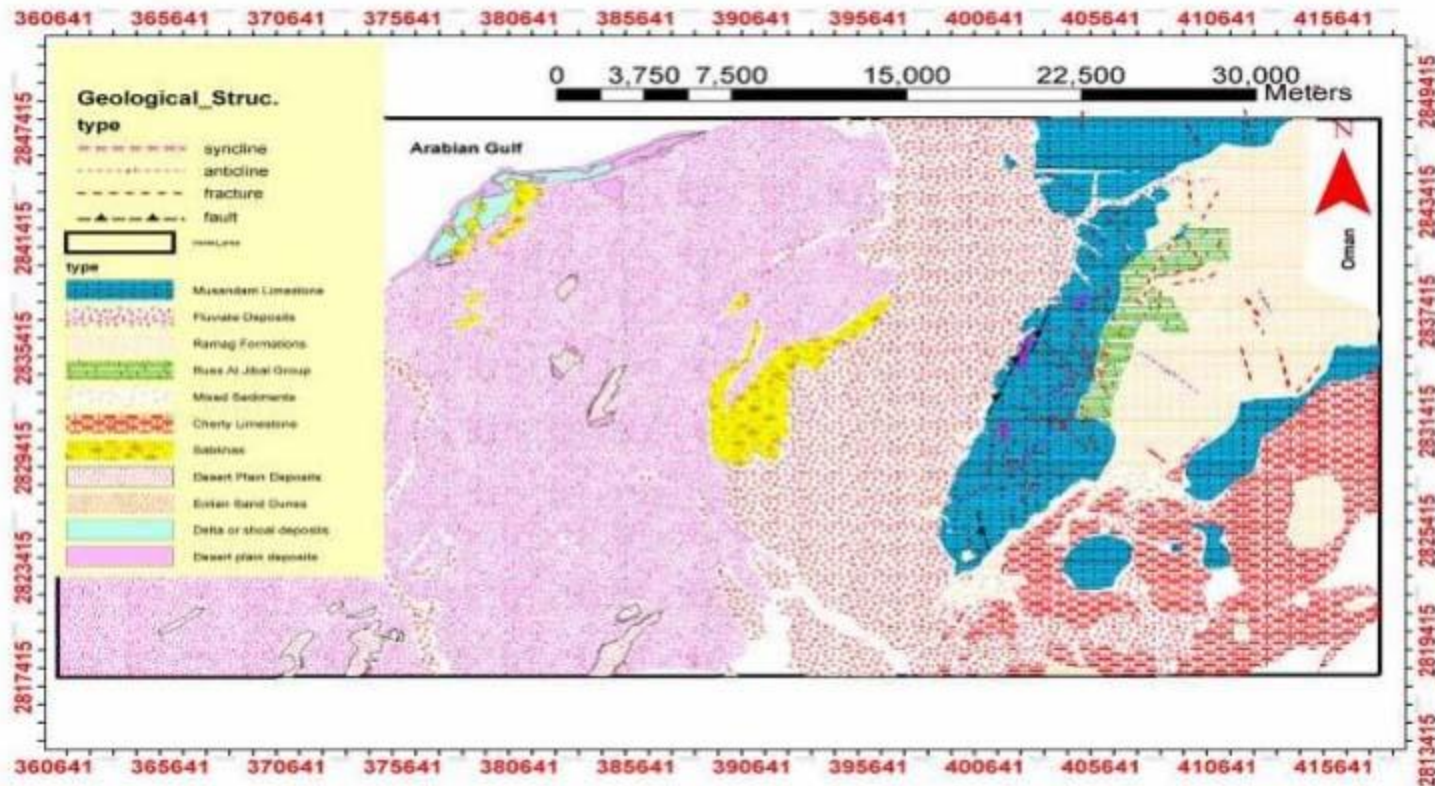 360641 365641 370641 375641 380641 385641 390641 395641 400641 405641 410641 415641
0 3,750 7,500 15,000 22,500 30,000
Meters
Geological_Struc.
type
syncline
anticline
fracture
fault
type
Musandam Limestone
Fluviate Deposits
Ramag Formations
Russ Al Jibal Group
Mixed Sediments
Cherty Limestone
Sabkhas
Desert Plain Deposits
Eolian Sand Dunes
Delta or shoal deposits
Desert plain deposits
Arabian Gulf
N
Oman
2847415
2841415
2835415
2829415
2823415
2817415
2849415
2843415
2837415
2831415
2825415
2819415
2813415
360641 365641 370641 375641 380641 385641 390641 395641 400641 405641 410641 415641